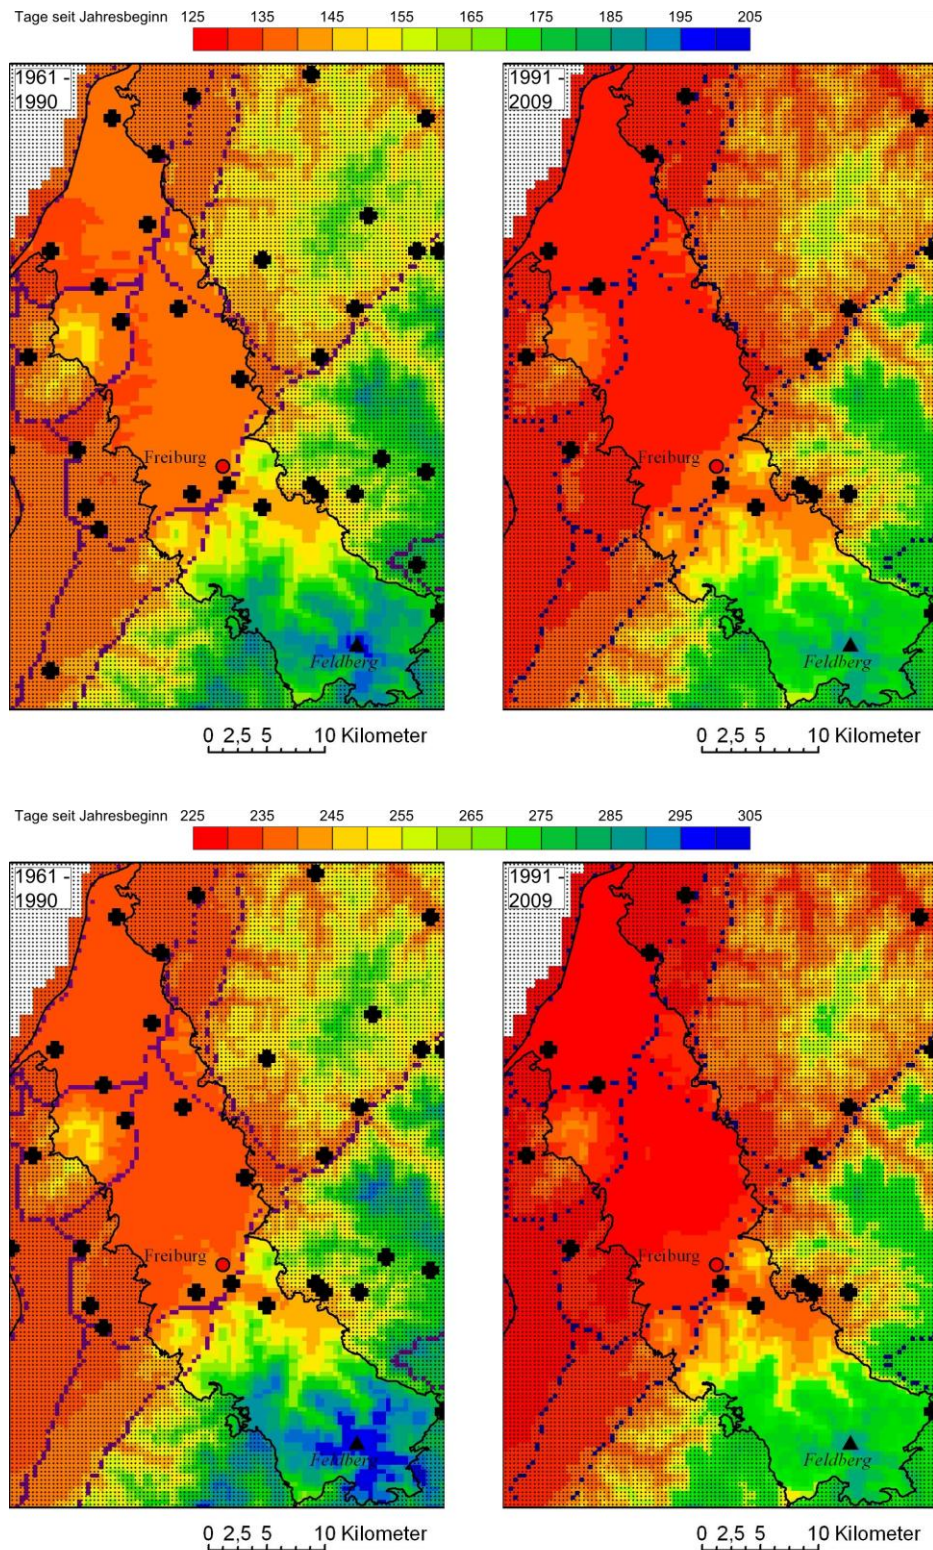 Tage seit Jahresbeginn 125 135 145 155 165 175 185 195 205
1961 -
1990
1991 -
2009
Freiburg
Freiburg
Feldberg
Feldberg
0 2,5 5 10 Kilometer
0 2,5 5 10 Kilometer
Tage seit Jahresbeginn 225 235 245 255 265 275 285 295 305
1961 -
1990
1991 -
2009
Freiburg
Freiburg
Feldberg
Feldberg
0 2,5 5 10 Kilometer
0 2,5 5 10 Kilometer